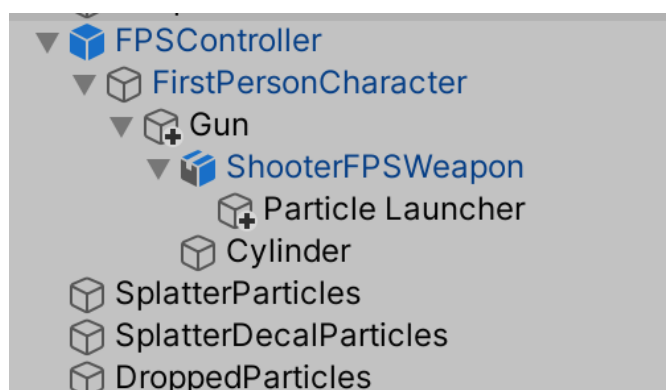 FPSController
FirstPersonCharacter
Gun
ShooterFPSWeapon
Particle Launcher
Cylinder
SplatterParticles
SplatterDecalParticles
DroppedParticles